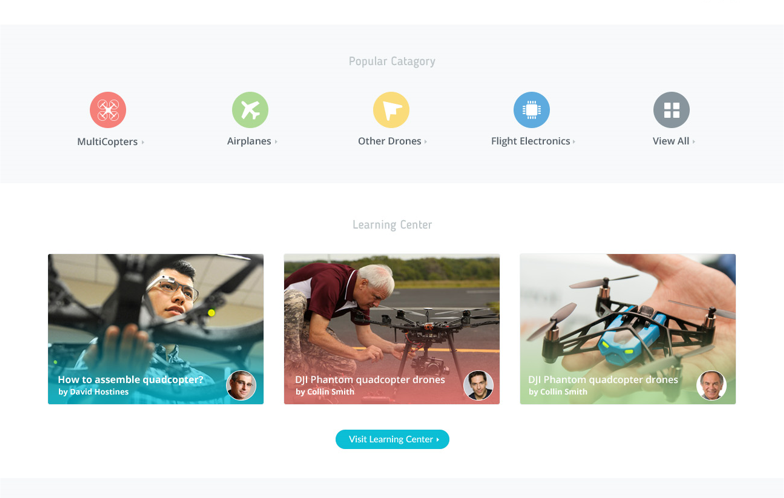 Popular Catagory
MultiCopters
Airplanes
Other Drones
Flight Electronics
View All
Learning Center
How to assemble quadcopter?
by David Hostines
DJI Phantom quadcopter drones
by Collin Smith
DJI Phantom quadcopter drones
by Collin Smith
Visit Learning Center